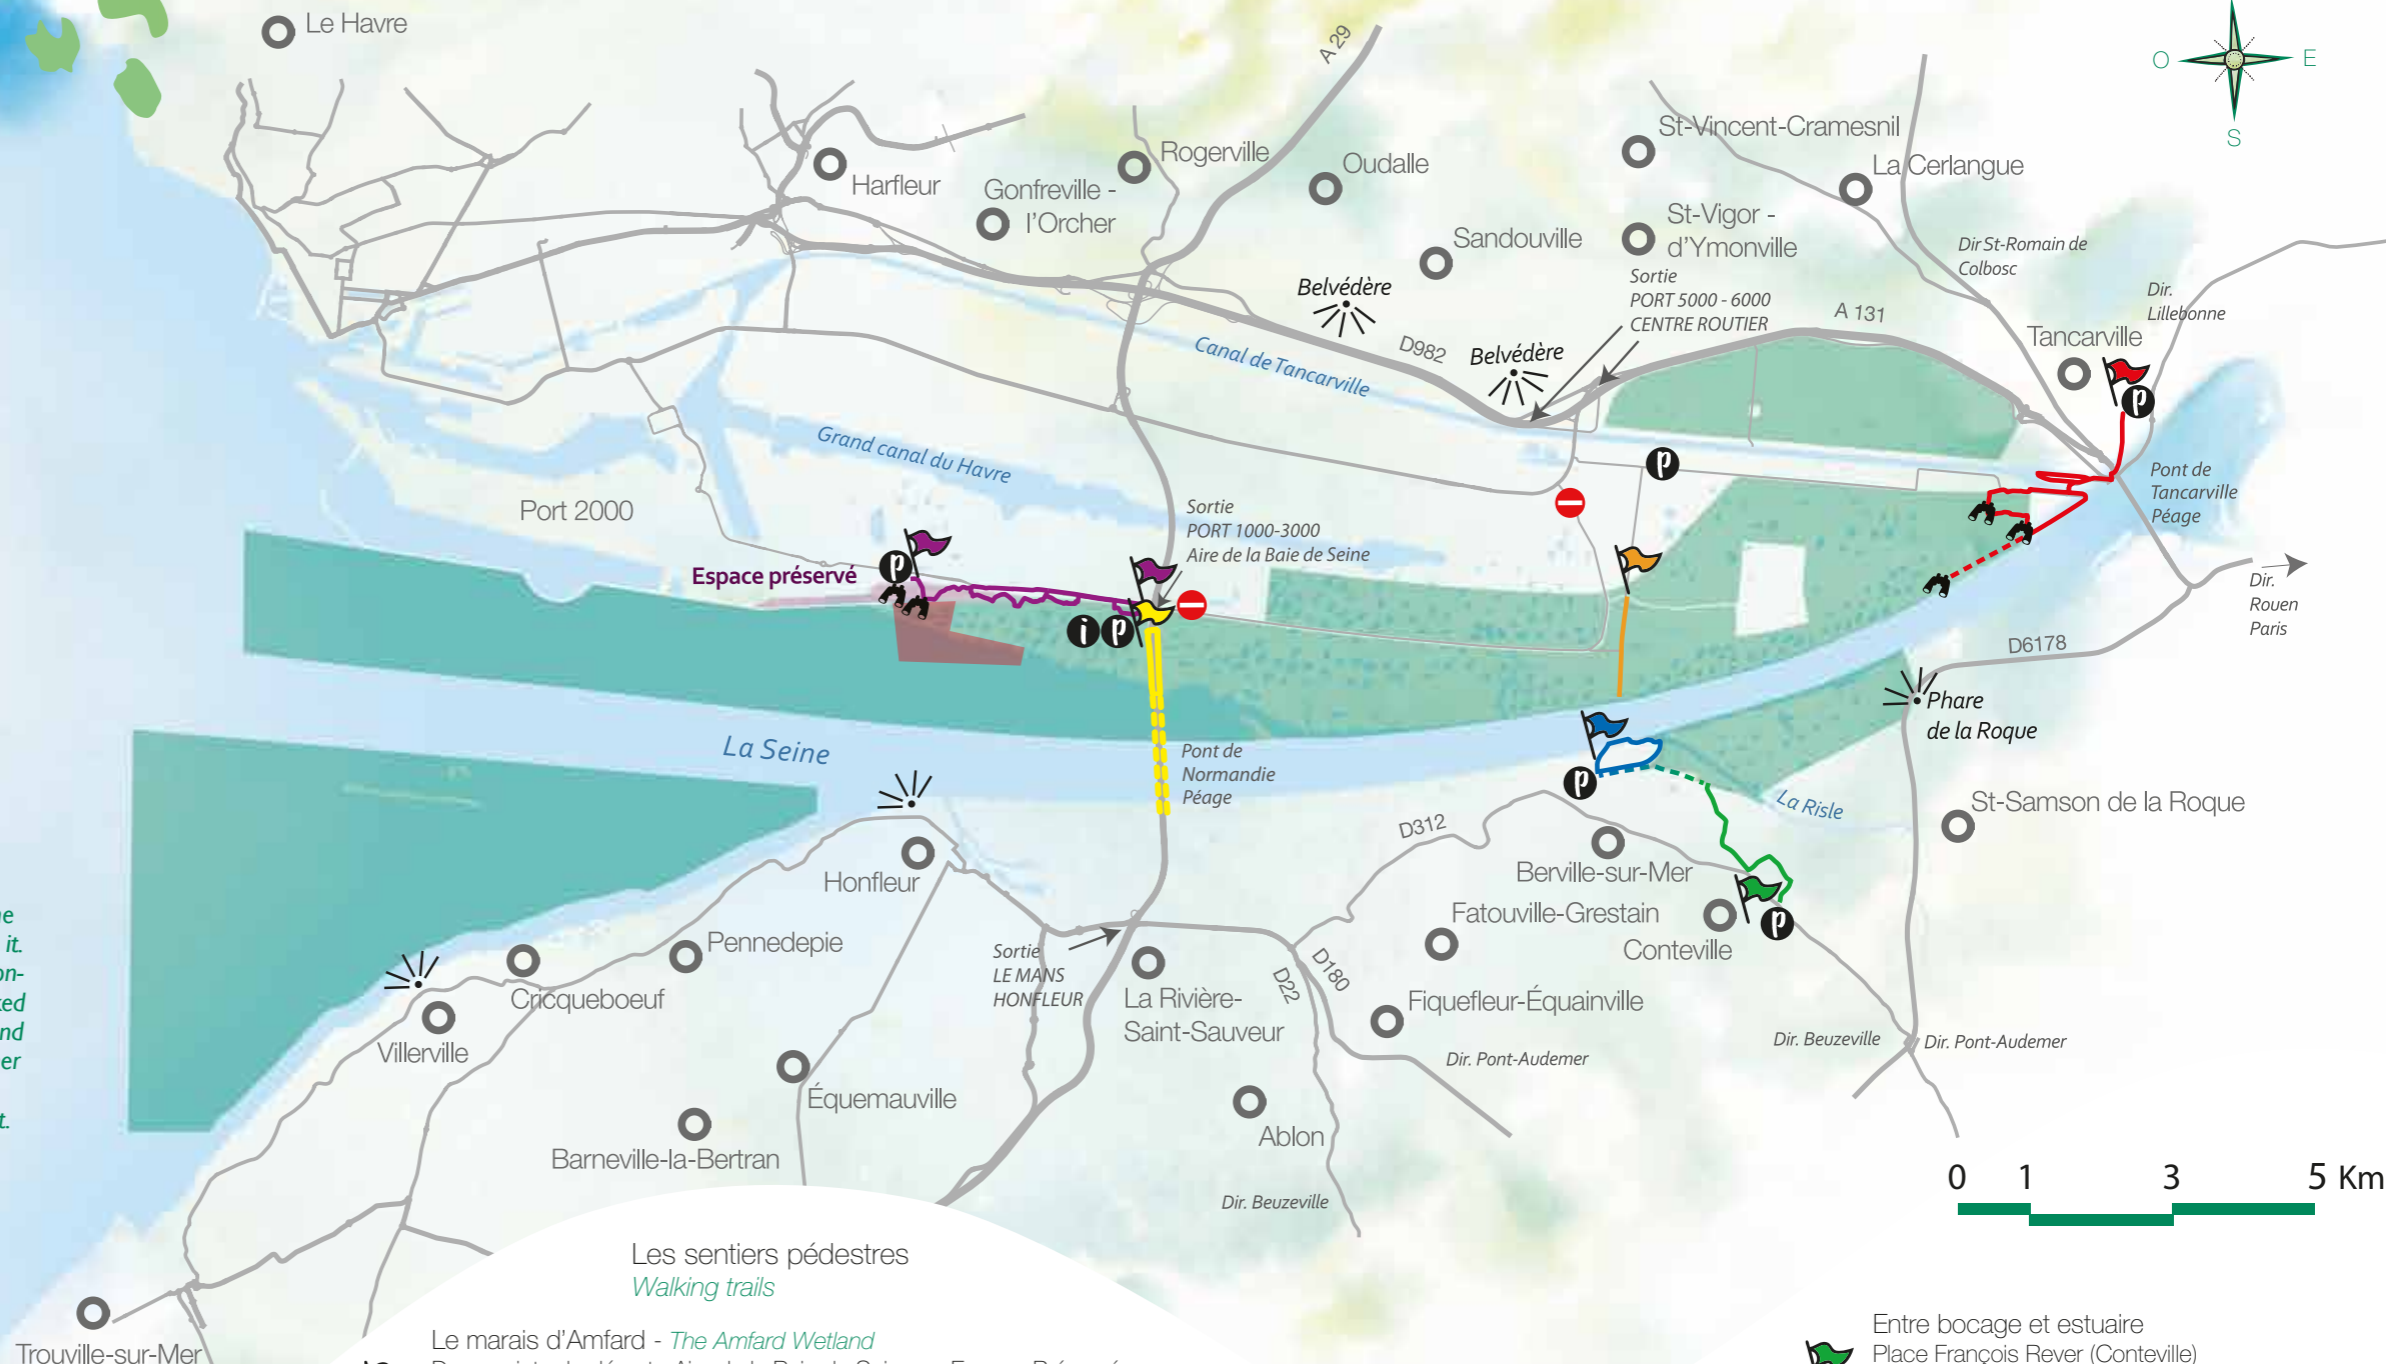 Le Havre
A 29
O
E
S
St-Vincent-Cramesnil
La Cerlangue
Rogerville
Oudalle
Harfleur
Gonfreville -
l'Orcher
St-Vigor -
d'Ymonville
Sandouville
Dir St-Romain de
Colbosc
Belvédère
Sortie
PORT 5000 - 6000
CENTRE ROUTIER
Dir.
Lillebonne
A 131
Tancarville
D982
Belvédère
Canal de Tancarville
p
Grand canal du Havre
p
Pont de
Tancarville
Péage
Port 2000
Sortie
PORT 1000-3000
Aire de la Baie de Seine
Espace préservé
p
i
p
Dir.
Rouen
Paris
D6178
Phare
de la Roque
La Seine
Pont de
Normandie
Péage
p
La Risle
St-Samson de la Roque
D312
Honfleur
Berville-sur-Mer
Fatouville-Grestain
p
Conteville
Pennedepie
Sortie
LE MANS
HONFLEUR
D22
D180
Cricqueboeuf
La Rivière-
Saint-Sauveur
Fiquefleur-Équainville
Villerville
Dir. Pont-Audemer
Dir. Beuzeville
Dir. Pont-Audemer
Équemauville
Ablon
Barneville-la-Bertran
Dir. Beuzeville
0 1 3 5 Km
it.
on-
nd
er
t.
Les sentiers pédestres
Walking trails
Le marais d'Amfard - The Amfard Wetland
Trouville-sur-Mer
Entre bocage et estuaire
Place François Rever (Conteville)